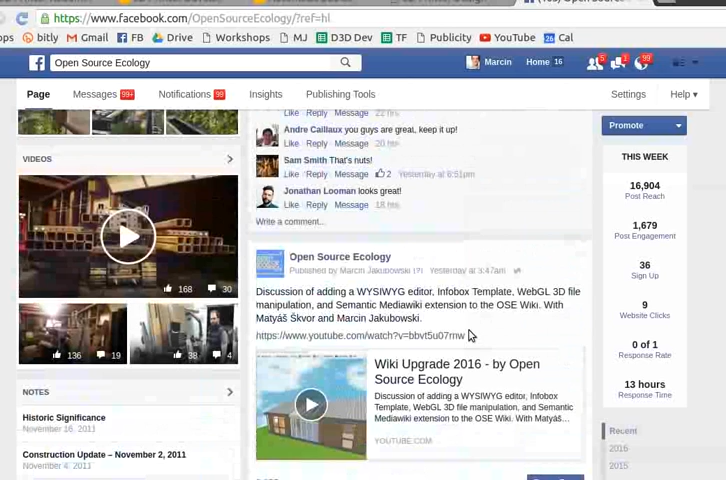 https://www.facebook.com/OpenSourceEcology/?ref=hl
bitly Gmail FB Drive Workshops MJ D3D Dev TF Publicity YouTube 26 Cal
Open Source Ecology
Marcin Home 16 5 1 99
Page Messages 99+ Notifications 99 Insights Publishing Tools Settings Help
Like Reply Message 22 hrs
Andre Caillaux you guys are great, keep it up!
Like Reply Message 20 hrs
Sam Smith That's nuts!
Like Reply Message 2 Yesterday at 6:51pm
Jonathan Looman looks great!
Like Reply Message 18 hrs
Write a comment...
VIDEOS
168 30
136 19
38 4
NOTES
Historic Significance
November 16, 2011
Construction Update – November 2, 2011
November 4, 2011
Open Source Ecology
Published by Marcin Jakubowski [?] Yesterday at 3:47am
Discussion of adding a WYSIWYG editor, Infobox Template, WebGL 3D file
manipulation, and Semantic Mediawiki extension to the OSE Wiki. With
Matyáš Škvor and Marcin Jakubowski.
https://www.youtube.com/watch?v=bbvt5u07rnw
Wiki Upgrade 2016 - by Open
Source Ecology
Discussion of adding a WYSIWYG editor, Infobox
Template, WebGL 3D file manipulation, and Semantic
Mediawiki extension to the OSE Wiki. With Matyáš...
YOUTUBE.COM
Promote
THIS WEEK
16,904
Post Reach
1,679
Post Engagement
36
Sign Up
9
Website Clicks
0 of 1
Response Rate
13 hours
Response Time
Recent
2016
2015